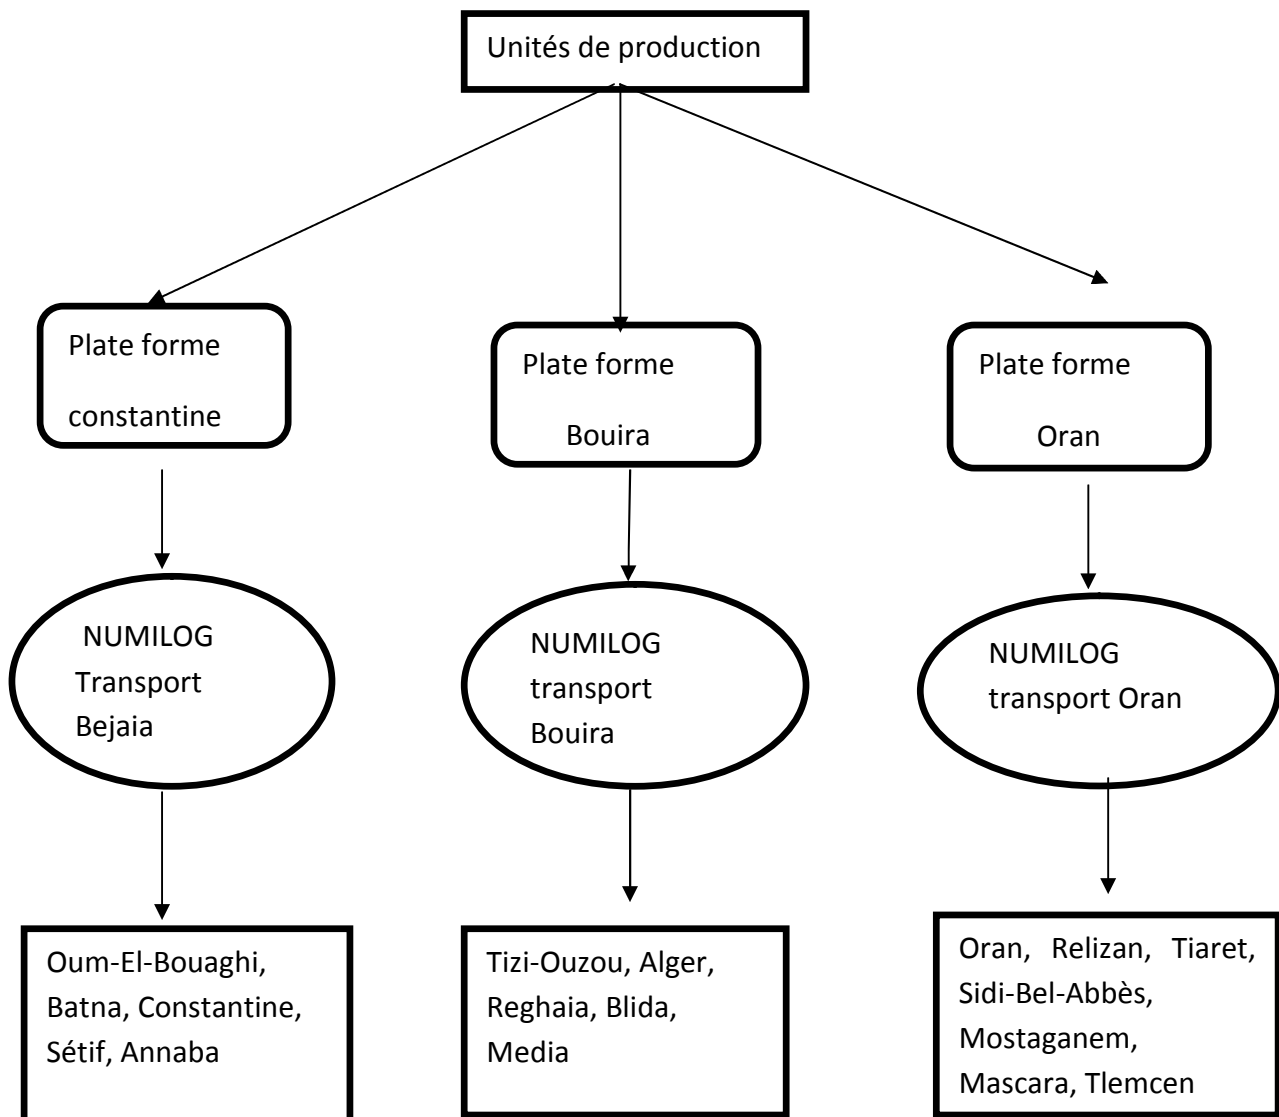 Unités de production
Plate forme
constantine
Plate forme
Bouira
Plate forme
Oran
NUMILOG
Transport
Bejaia
NUMILOG
transport
Bouira
NUMILOG
transport Oran
Oum-El-Bouaghi,
Batna, Constantine,
Sétif, Annaba
Tizi-Ouzou, Alger,
Reghaia, Blida,
Media
Oran, Relizan, Tiaret,
Sidi-Bel-Abbès,
Mostaganem,
Mascara, Tlemcen